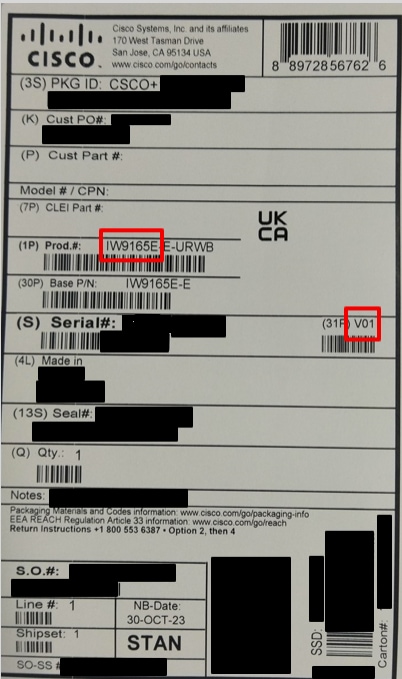 CISCO
Cisco Systems, Inc. and its affiliates
170 West Tasman Drive
San Jose, CA 95134 USA
www.cisco.com/go/contacts
8 89728 56762 6
(3S) PKG ID: CSCO+
(K) Cust PO#:
(P) Cust Part #:
Model # / CPN:
(7P) CLEI Part #:
UK
CA
(1P) Prod.#: IW9165E-E-URWB
(30P) Base P/N: IW9165E-E
(S) Serial#:
(31P) V01
(4L) Made in
(13S) Seal#:
(Q) Qty.: 1
Notes:
Packaging Materials and Codes information: www.cisco.com/go/packaging-info
EEA REACH Regulation Article 33 information: www.cisco.com/go/reach
Return Instructions +1 800 553 6387 • Option 2, then 4
S.O.#:
Line #: 1
NB-Date:
30-OCT-23
Shipset: 1
STAN
SO-SS #
SSD:
Carton#: